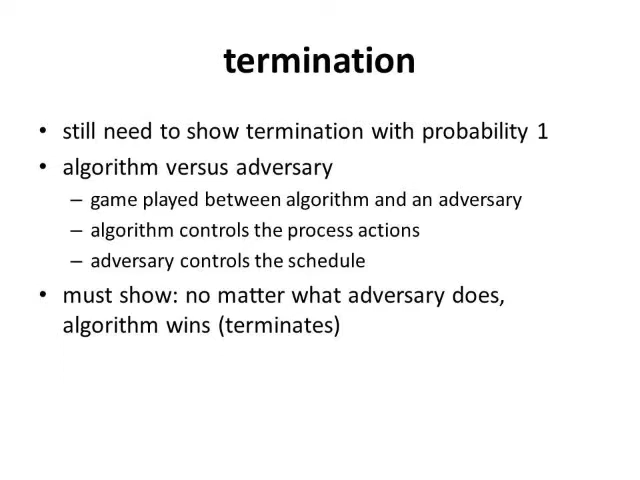 termination
• still need to show termination with probability 1
• algorithm versus adversary
– game played between algorithm and an adversary
– algorithm controls the process actions
– adversary controls the schedule
• must show: no matter what adversary does,
algorithm wins (terminates)